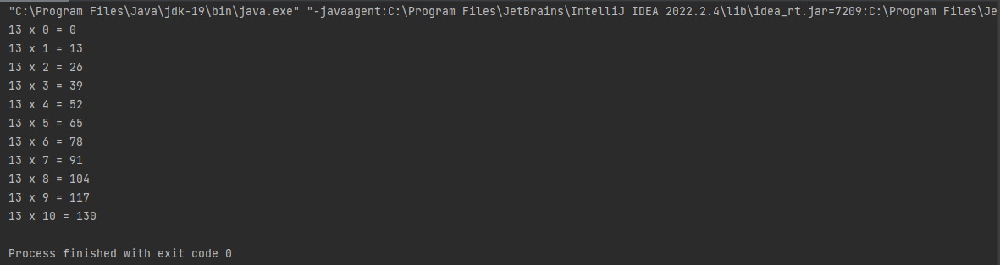 "C:\Program Files\Java\jdk-19\bin\java.exe" "-javaagent:C:\Program Files\JetBrains\IntelliJ IDEA 2022.2.4\lib\idea_rt.jar=7209:C:\Program Files\Je
13 x 0 = 0
13 x 1 = 13
13 x 2 = 26
13 x 3 = 39
13 x 4 = 52
13 x 5 = 65
13 x 6 = 78
13 x 7 = 91
13 x 8 = 104
13 x 9 = 117
13 x 10 = 130
Process finished with exit code 0